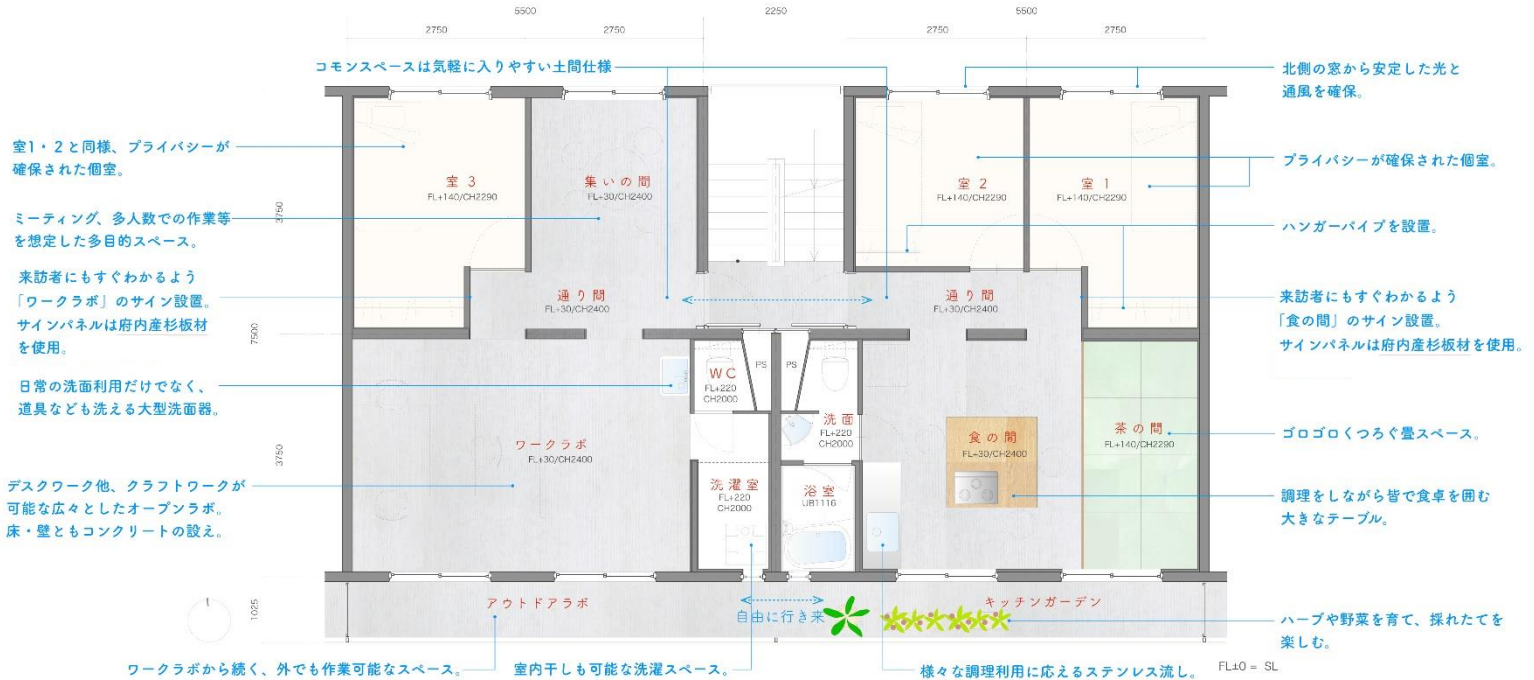 5500
2250
5500
2750
2750
2750
2750
コモンスペースは気軽に入りやすい土間仕様
北側の窓から安定した光と
通風を確保。
室1・2と同様、プライバシーが
確保された個室。
プライバシーが確保された個室。
室3
FL+140/CH2290
集いの間
FL+30/CH2400
室2
FL+140/CH2290
室1
FL+140/CH2290
3750
ミーティング、多人数での作業等
を想定した多目的スペース。
ハンガーパイプを設置。
来訪者にもすぐわかるよう
「ワークラボ」のサイン設置。
サインパネルは府内産杉板材
を使用。
通り間
FL+30/CH2400
通り間
FL+30/CH2400
来訪者にもすぐわかるよう
「食の間」のサイン設置。
サインパネルは府内産杉板材を使用。
7500
日常の洗面利用だけでなく、
道具なども洗える大型洗面器。
WC
FL+220
CH2000
PS
PS
洗面
FL+220
CH2000
食の間
FL+30/CH2400
茶の間
FL+140/CH2290
ゴロゴロくつろぐ畳スペース。
ワークラボ
FL+30/CH2400
3750
デスクワーク他、クラフトワークが
可能な広々としたオープンラボ。
床・壁ともコンクリートの設え。
洗濯室
FL+220
CH2000
浴室
UB1116
調理をしながら皆で食卓を囲む
大きなテーブル。
1025
アウトドアラボ
自由に行き来
キッチンガーデン
ハーブや野菜を育て、採れたてを
楽しむ。
ワークラボから続く、外でも作業可能なスペース。
室内干しも可能な洗濯スペース。
様々な調理利用に応えるステンレス流し。
FL±0 = SL